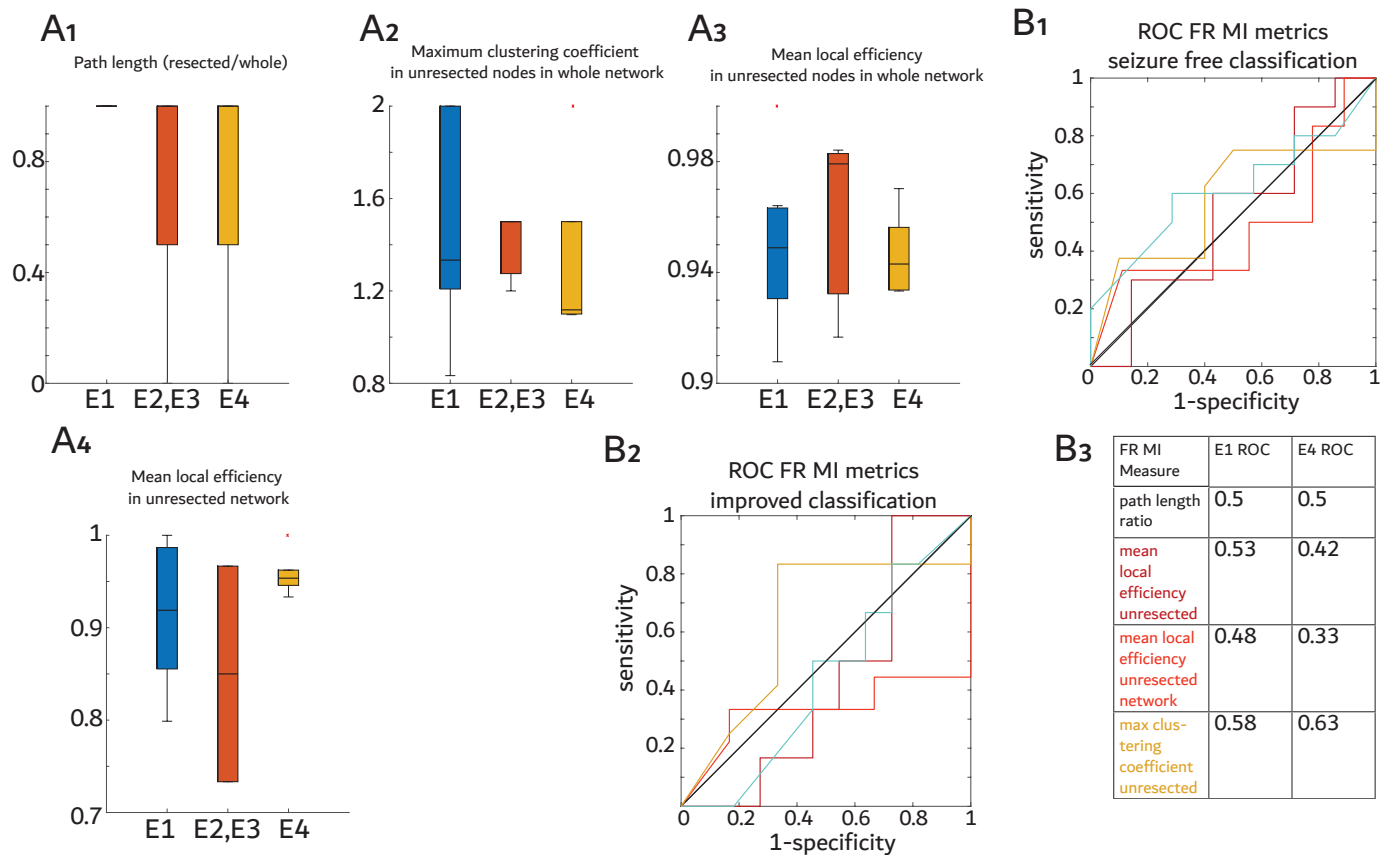 A1
Path length (resected/whole)
0.8
0.4
0
E1 E2,E3 E4
A2
Maximum clustering coefficient
in unresected nodes in whole network
2
1.6
1.2
0.8
E1 E2,E3 E4
A3
Mean local efficiency
in unresected nodes in whole network
0.98
0.94
0.9
E1 E2,E3 E4
B1
ROC FR MI metrics
seizure free classification
sensitivity
1
0.8
0.6
0.4
0.2
0 0.2 0.4 0.6 0.8 1
1-specificity
A4
Mean local efficiency
in unresected network
1
0.9
0.8
0.7
E1 E2,E3 E4
B2
ROC FR MI metrics
improved classification
sensitivity
1
0.8
0.6
0.4
0.2
0 0.2 0.4 0.6 0.8 1
1-specificity
B3
FR MI
Measure
E1 ROC
E4 ROC
path length
ratio
0.5
0.5
mean
local
efficiency
unresected
0.53
0.42
mean local
efficiency
unresected
network
0.48
0.33
max clus-
tering
coefficient
unresected
0.58
0.63